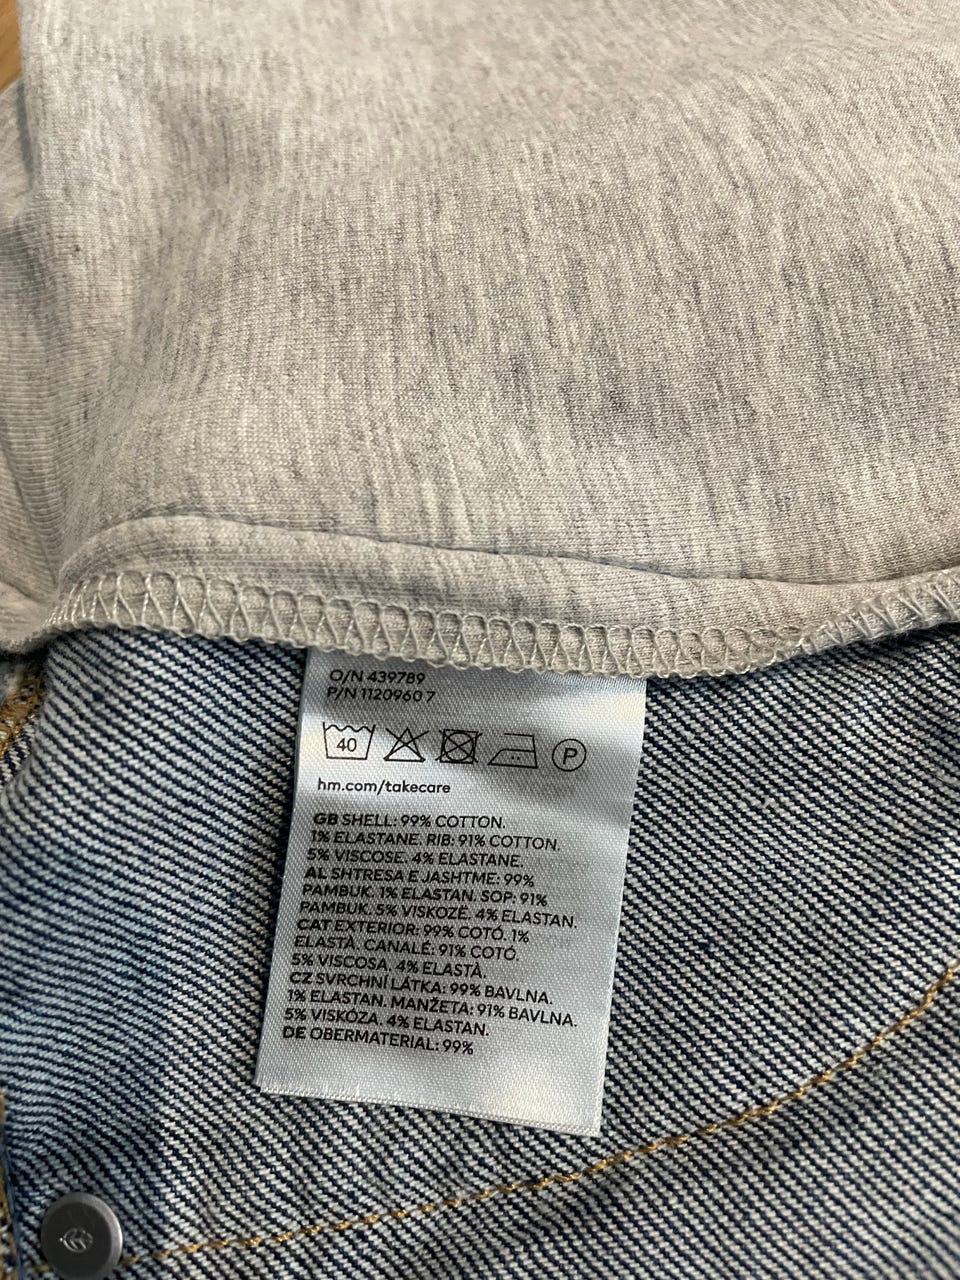 O/N 439789
P/N 1120960 7
40 P
hm.com/takecare
GB SHELL: 99% COTTON.
1% ELASTANE. RIB: 91% COTTON.
5% VISCOSE. 4% ELASTANE.
AL SHTRESA E JASHTME: 99%
PAMBUK. 1% ELASTAN. SOP: 91%
PAMBUK. 5% VISKOZË. 4% ELASTAN.
CAT EXTERIOR: 99% COTÓ. 1%
ELASTÀ. CANALÉ: 91% COTÓ.
5% VISCOSA. 4% ELASTÀ.
CZ SVRCHNÍ LÁTKA: 99% BAVLNA.
1% ELASTAN. MANŽETA: 91% BAVLNA.
5% VISKÓZA. 4% ELASTAN.
DE OBERMATERIAL: 99%